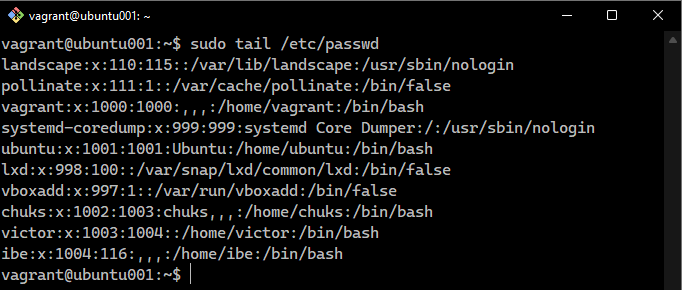 vagrant@ubuntu001: ~
vagrant@ubuntu001:~$ sudo tail /etc/passwd
landscape:x:110:115::/var/lib/landscape:/usr/sbin/nologin
pollinate:x:111:1::/var/cache/pollinate:/bin/false
vagrant:x:1000:1000:,,,:/home/vagrant:/bin/bash
systemd-coredump:x:999:999:systemd Core Dumper:/:/usr/sbin/nologin
ubuntu:x:1001:1001:Ubuntu:/home/ubuntu:/bin/bash
lxd:x:998:100::/var/snap/lxd/common/lxd:/bin/false
vboxadd:x:997:1::/var/run/vboxadd:/bin/false
chuks:x:1002:1003:chuks,,,:/home/chuks:/bin/bash
victor:x:1003:1004::/home/victor:/bin/bash
ibe:x:1004:116:,,,:/home/ibe:/bin/bash
vagrant@ubuntu001:~$